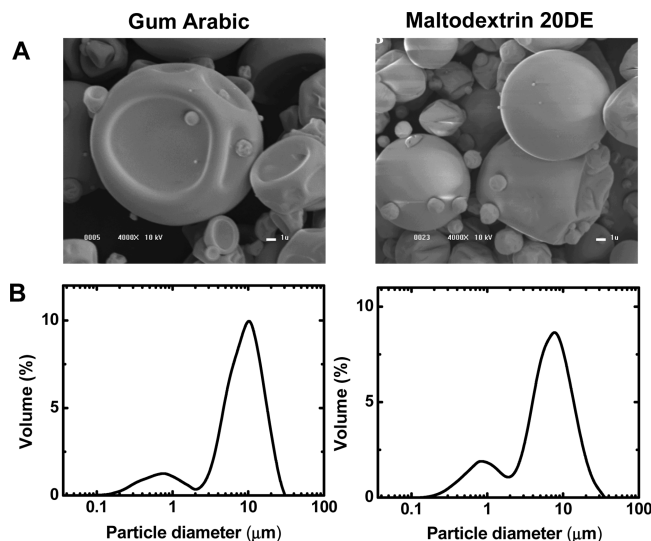 Gum Arabic
Maltodextrin 20DE
A
0005 4000X 10 kV 1u
0023 4000X 10 kV 1u
B
10
5
0
Volume (%)
0.1 1 10 100
Particle diameter (μm)
10
5
0
Volume (%)
0.1 1 10 100
Particle diameter (μm)